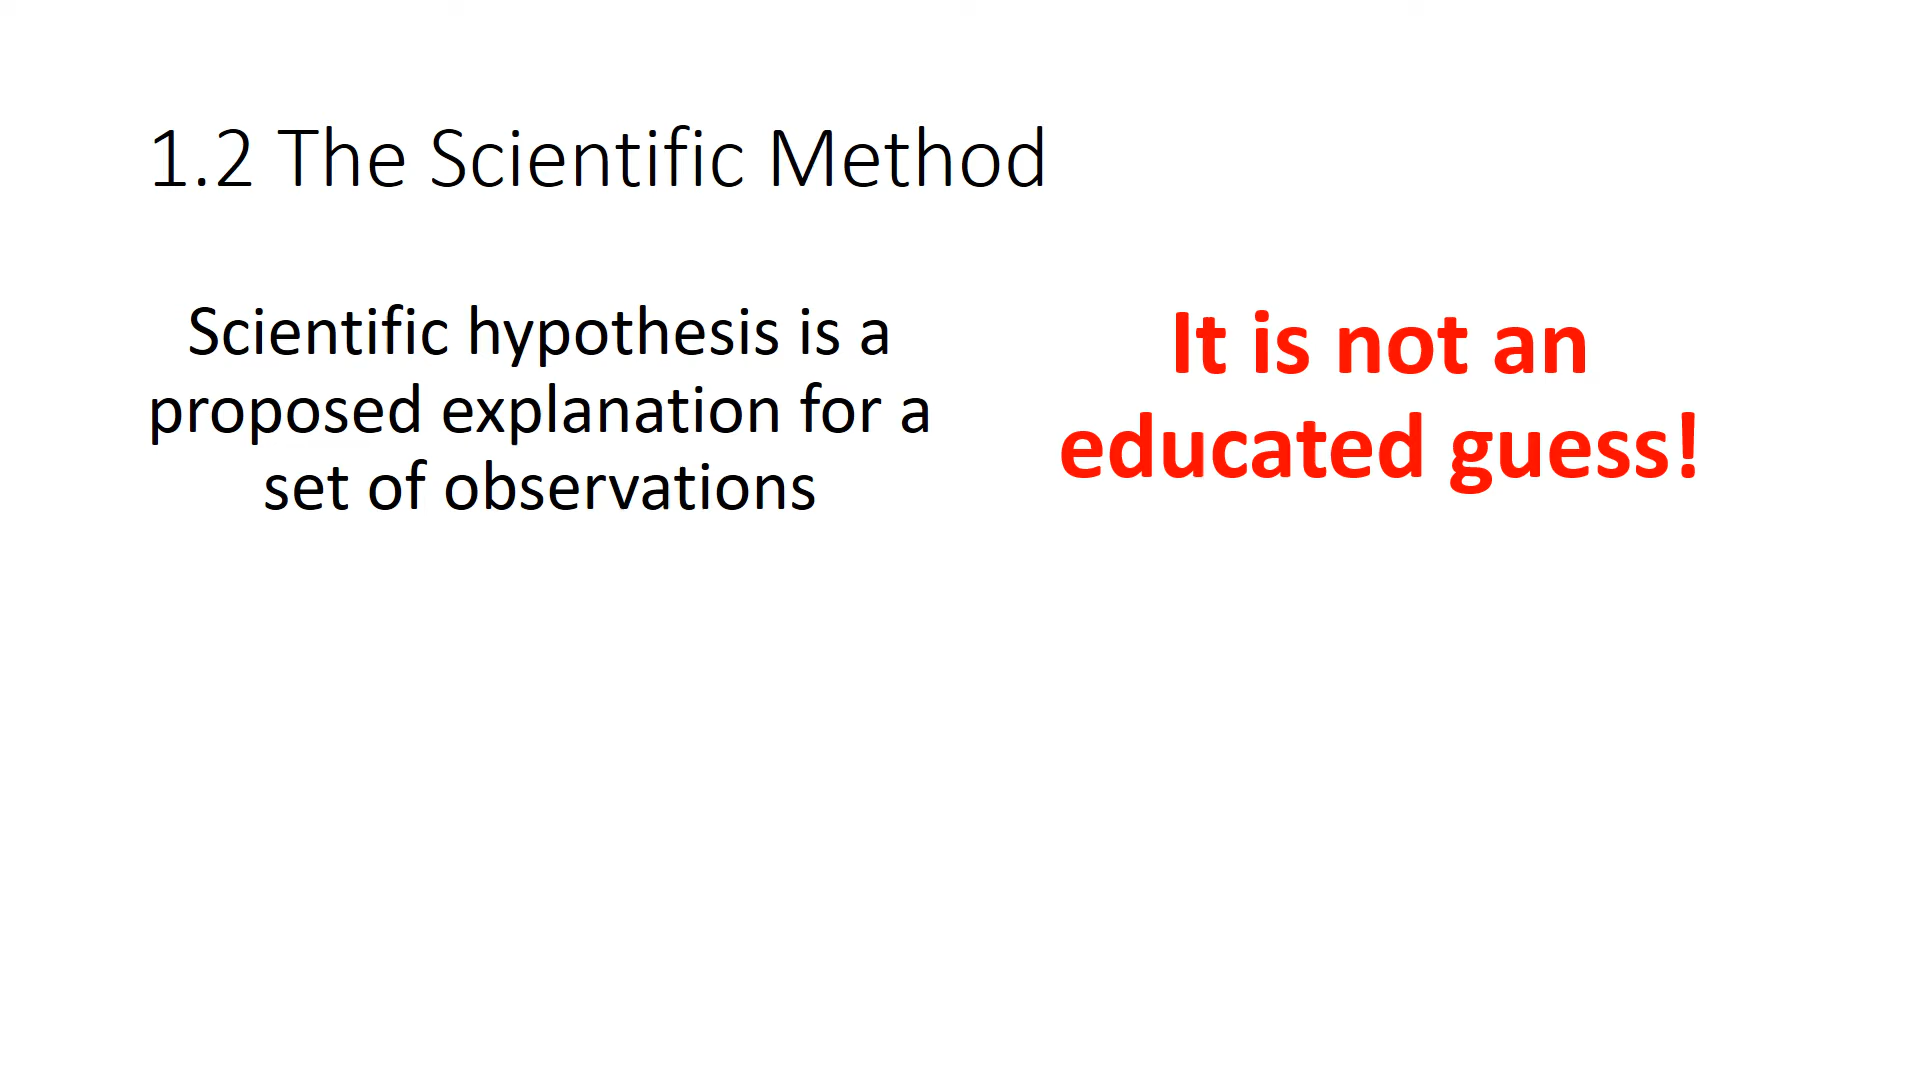 1.2 The Scientific Method
Scientific hypothesis is a
proposed explanation for a
set of observations
It is not an
educated guess!